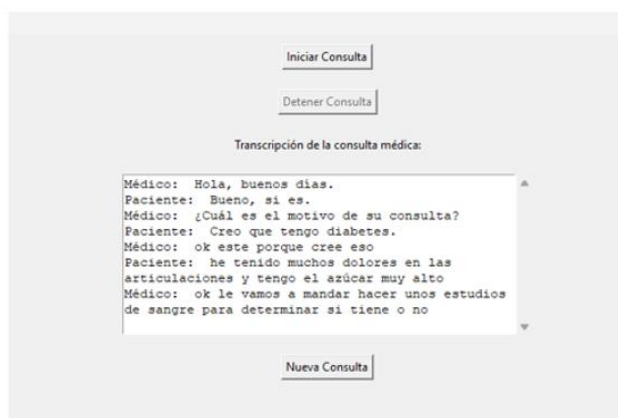 Iniciar Consulta
Detener Consulta
Transcripción de la consulta médica:
Médico:  Hola, buenos días.
Paciente:  Bueno, si es.
Médico:  ¿Cuál es el motivo de su consulta?
Paciente:  Creo que tengo diabetes.
Médico:  ok este porque cree eso
Paciente:  he tenido muchos dolores en las
articulaciones y tengo el azúcar muy alto
Médico:  ok le vamos a mandar hacer unos estudios
de sangre para determinar si tiene o no
Nueva Consulta